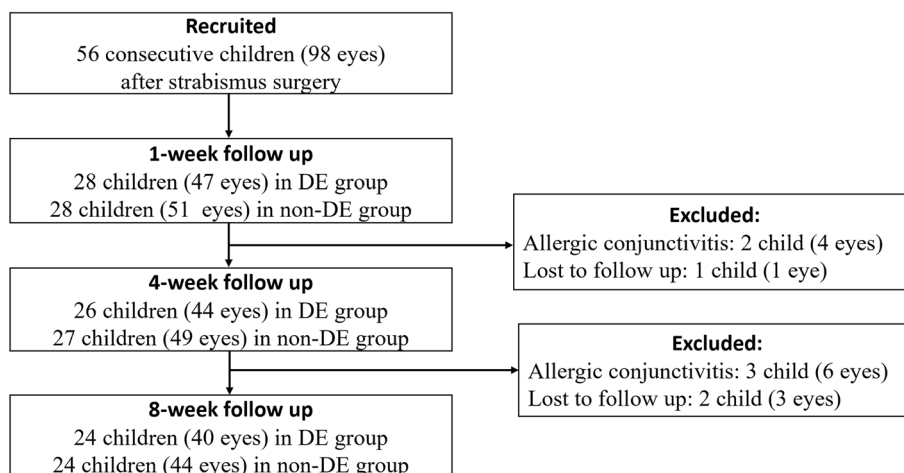 Recruited
56 consecutive children (98 eyes)
after strabismus surgery
1-week follow up
28 children (47 eyes) in DE group
28 children (51 eyes) in non-DE group
Excluded:
Allergic conjunctivitis: 2 child (4 eyes)
Lost to follow up: 1 child (1 eye)
4-week follow up
26 children (44 eyes) in DE group
27 children (49 eyes) in non-DE group
Excluded:
Allergic conjunctivitis: 3 child (6 eyes)
Lost to follow up: 2 child (3 eyes)
8-week follow up
24 children (40 eyes) in DE group
24 children (44 eyes) in non-DE group